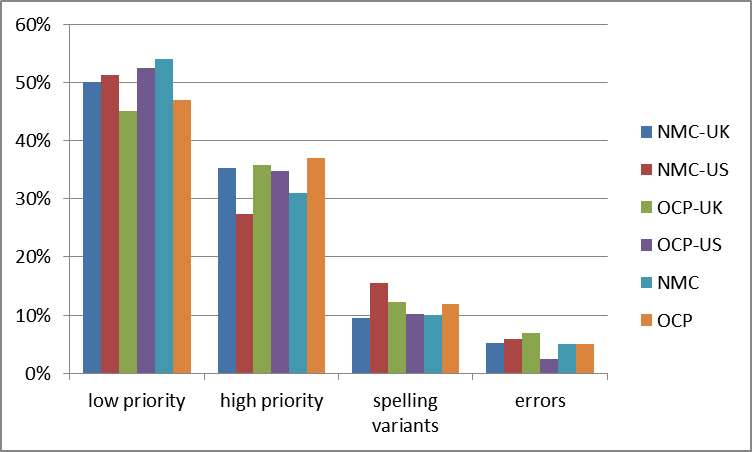 60%
50%
40%
30%
20%
10%
0%
low priority
high priority
spelling
variants
errors
NMC-UK
NMC-US
OCP-UK
OCP-US
NMC
OCP